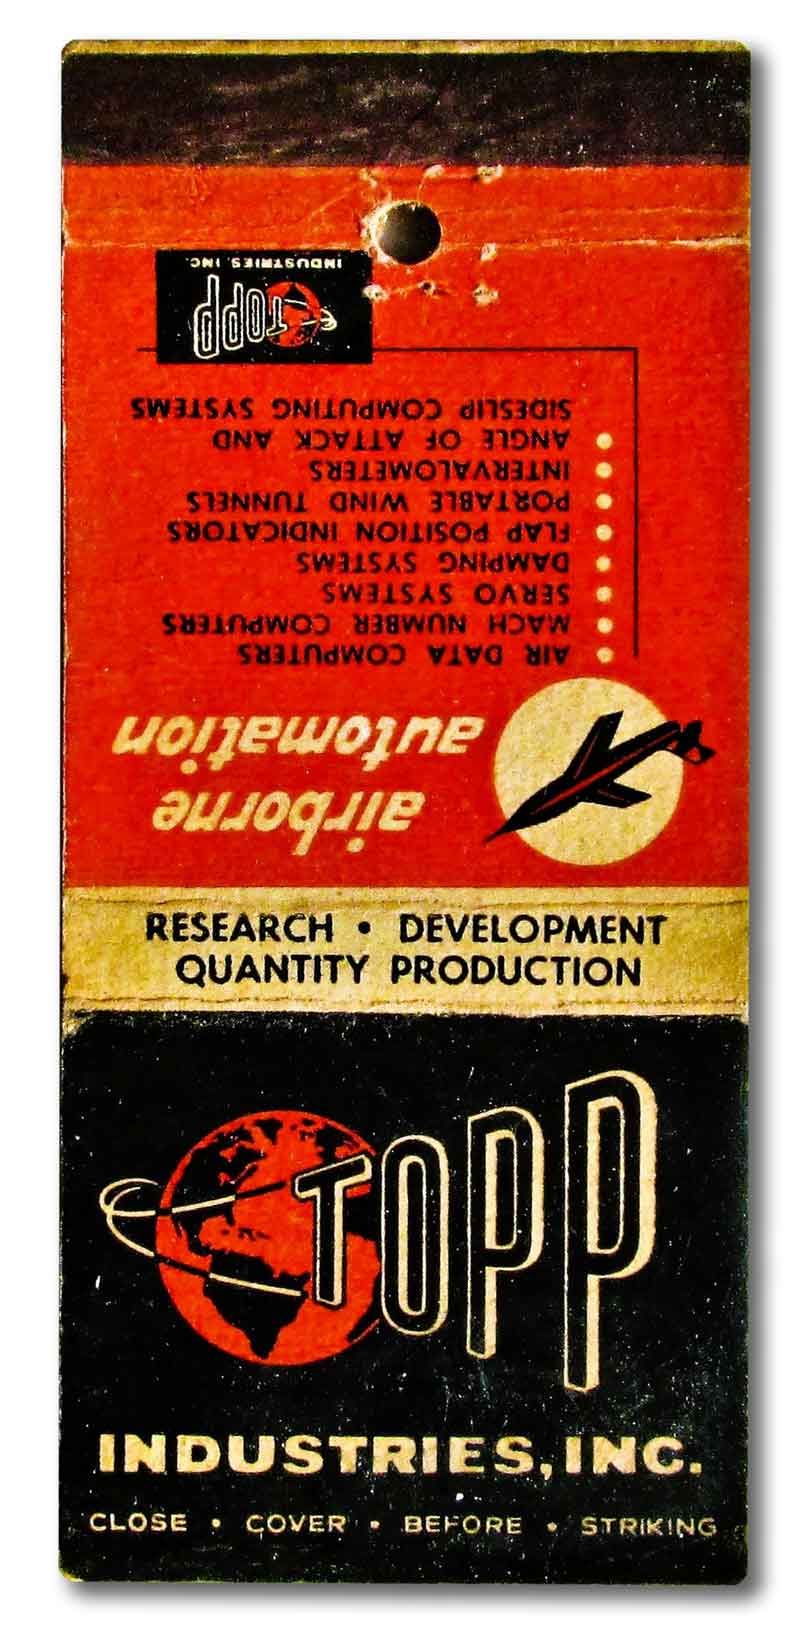 TOPP
INDUSTRIES, INC.
CLOSE • COVER • BEFORE • STRIKING
RESEARCH • DEVELOPMENT
QUANTITY PRODUCTION
airborne
automation
• AIR DATA COMPUTERS
• MACH NUMBER COMPUTERS
• SERVO SYSTEMS
• DAMPING SYSTEMS
• FLAP POSITION INDICATORS
• PORTABLE WIND TUNNELS
• INTERVALOMETERS
• ANGLE OF ATTACK AND
SIDESLIP COMPUTING SYSTEMS
TOPP
INDUSTRIES, INC.